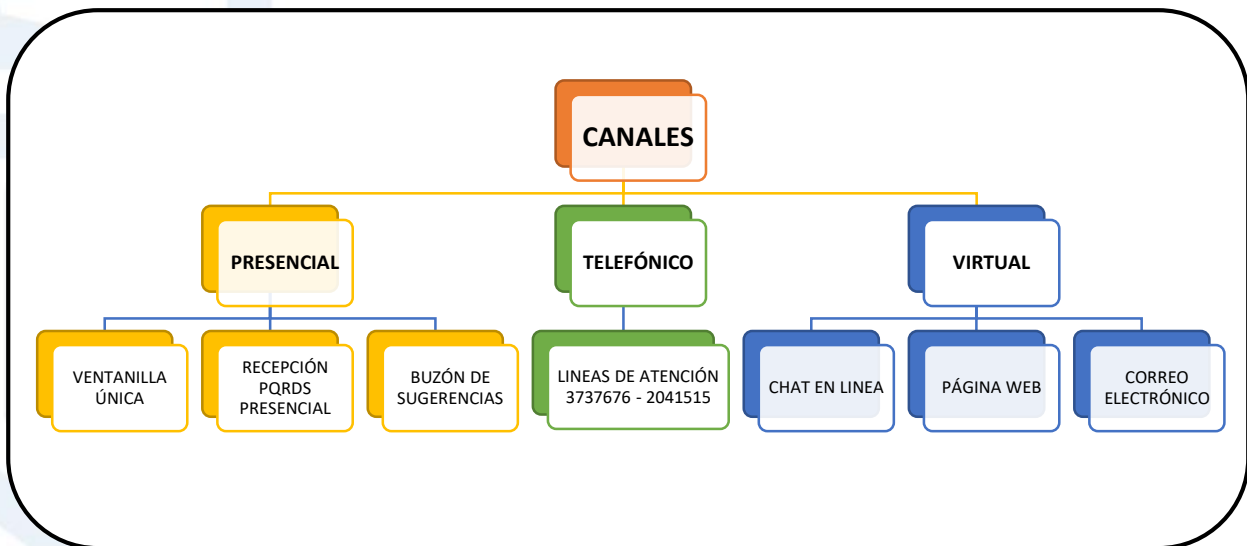 CANALES
PRESENCIAL
TELEFÓNICO
VIRTUAL
VENTANILLA
ÚNICA
RECEPCIÓN
PQRDS
PRESENCIAL
BUZÓN DE
SUGERENCIAS
LINEAS DE ATENCIÓN
3737676 - 2041515
CHAT EN LINEA
PÁGINA WEB
CORREO
ELECTRÓNICO